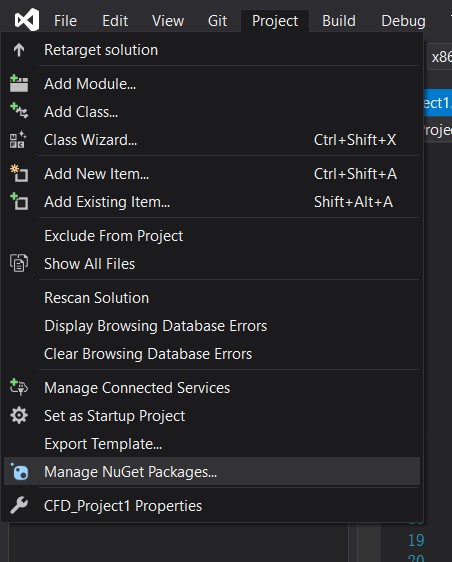 File Edit View Git Project Build Debug
Retarget solution
x86
Add Module...
ect1.
Add Class...
Class Wizard... Ctrl+Shift+X
Add New Item... Ctrl+Shift+A
Add Existing Item... Shift+Alt+A
Exclude From Project
Show All Files
Rescan Solution
Display Browsing Database Errors
Clear Browsing Database Errors
Manage Connected Services
Set as Startup Project
Export Template...
Manage NuGet Packages...
CFD_Project1 Properties
19
20